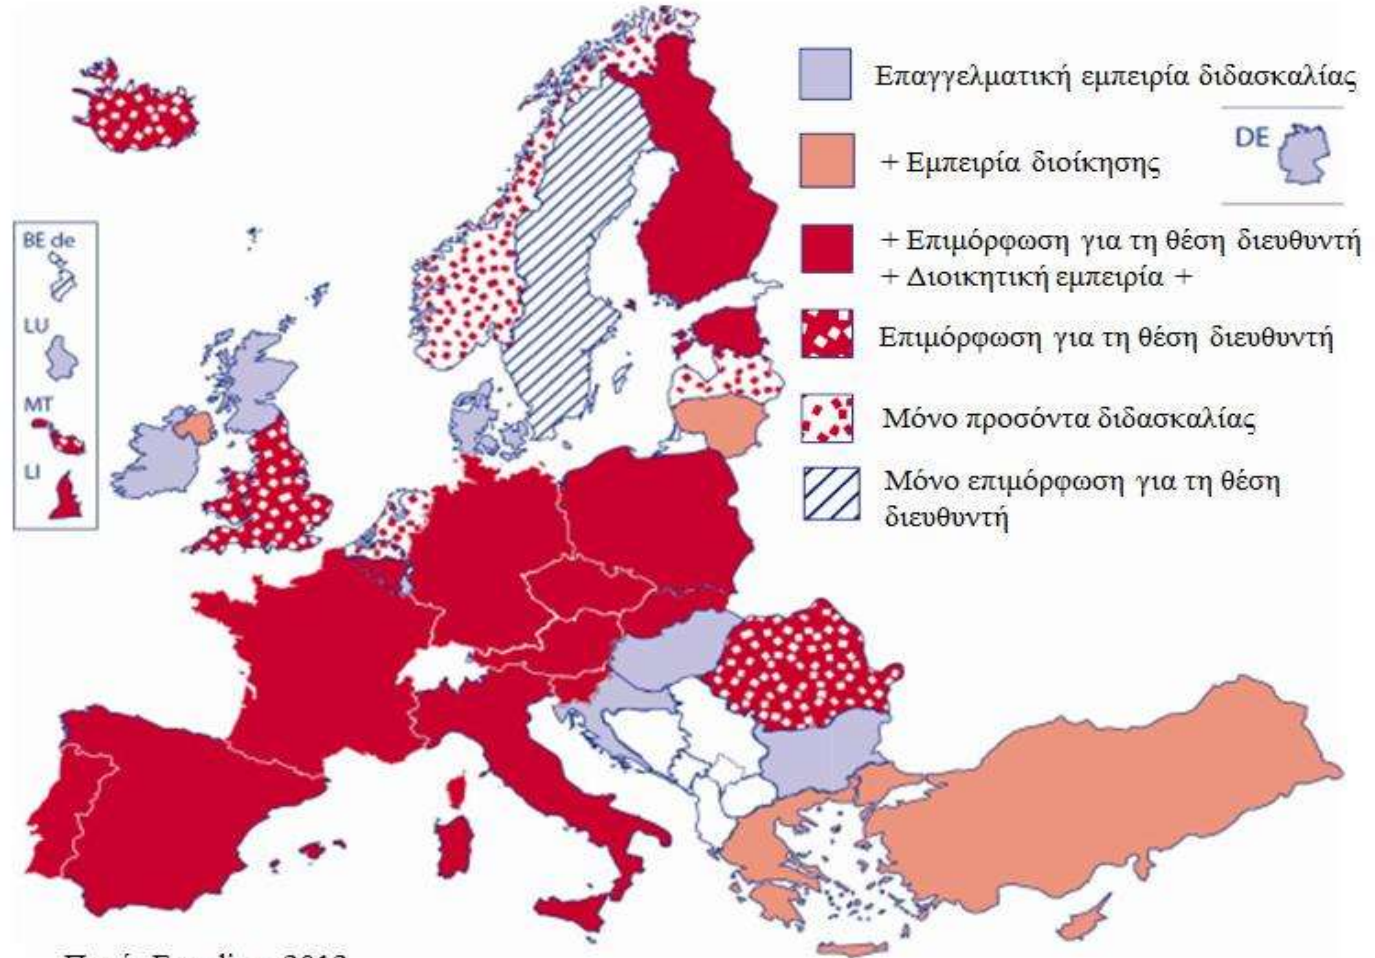 Επαγγελματική εμπειρία διδασκαλίας
DE
+ Εμπειρία διοίκησης
+ Επιμόρφωση για τη θέση διευθυντή
+ Διοικητική εμπειρία +
Επιμόρφωση για τη θέση διευθυντή
Μόνο προσόντα διδασκαλίας
Μόνο επιμόρφωση για τη θέση
διευθυντή
BE de
LU
MT
LI